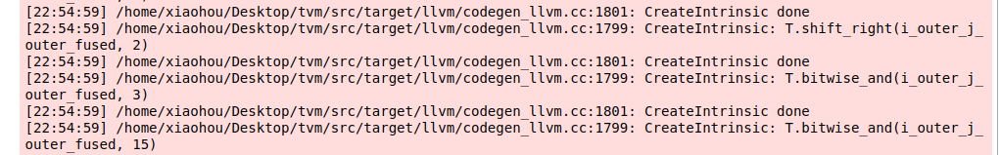 [22:54:59] /home/xiaohou/Desktop/tvm/src/target/llvm/codegen_llvm.cc:1801: CreateIntrinsic done
[22:54:59] /home/xiaohou/Desktop/tvm/src/target/llvm/codegen_llvm.cc:1799: CreateIntrinsic: T.shift_right(i_outer_j_
outer_fused, 2)
[22:54:59] /home/xiaohou/Desktop/tvm/src/target/llvm/codegen_llvm.cc:1801: CreateIntrinsic done
[22:54:59] /home/xiaohou/Desktop/tvm/src/target/llvm/codegen_llvm.cc:1799: CreateIntrinsic: T.bitwise_and(i_outer_j_
outer_fused, 3)
[22:54:59] /home/xiaohou/Desktop/tvm/src/target/llvm/codegen_llvm.cc:1801: CreateIntrinsic done
[22:54:59] /home/xiaohou/Desktop/tvm/src/target/llvm/codegen_llvm.cc:1799: CreateIntrinsic: T.bitwise_and(i_outer_j_
outer_fused, 15)